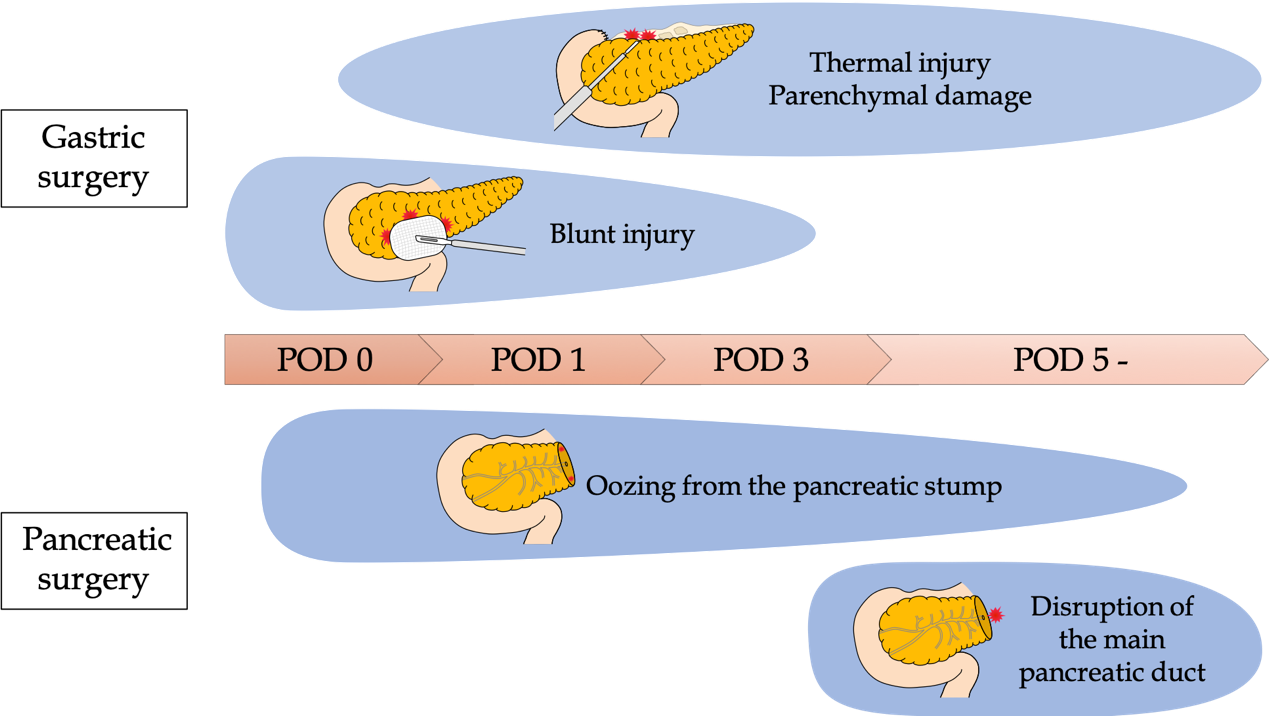 Thermal injury
Parenchymal damage
Gastric
surgery
Blunt injury
POD 0
POD 1
POD 3
POD 5 -
Oozing from the pancreatic stump
Pancreatic
surgery
Disruption of
the main
pancreatic duct